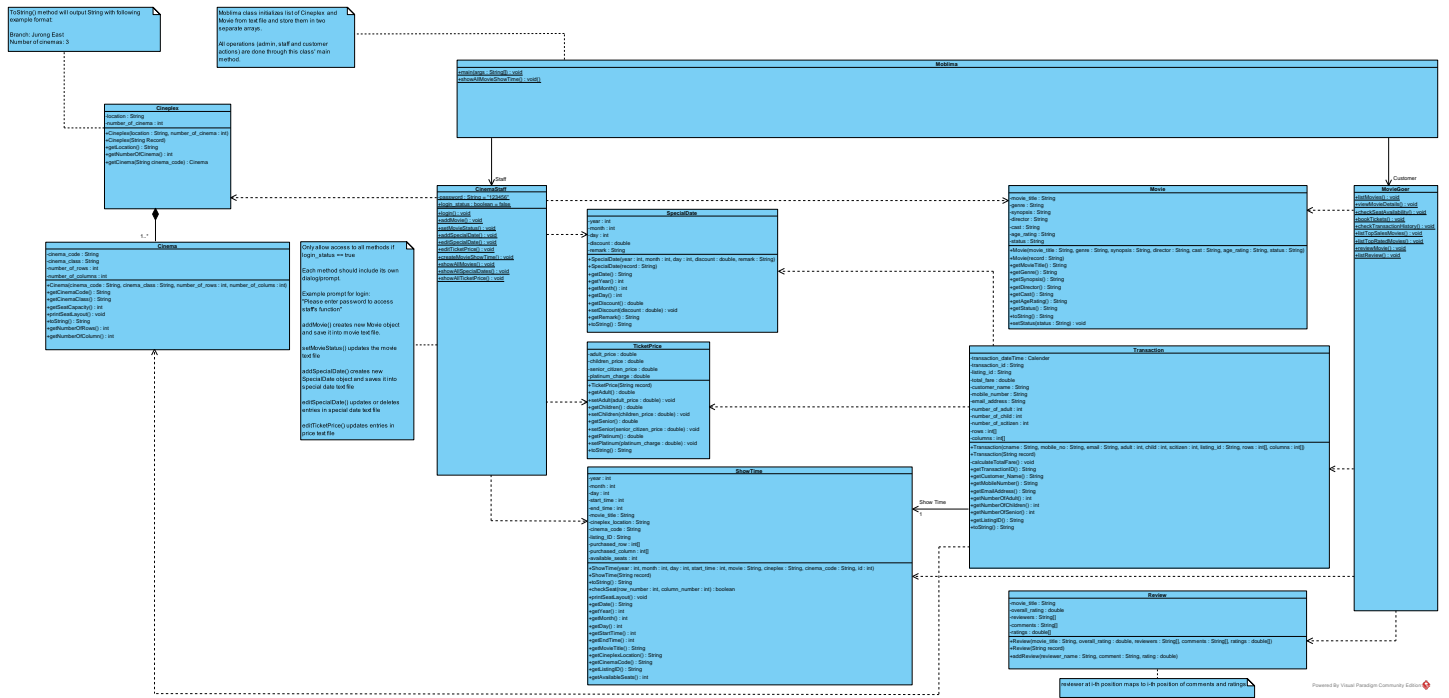 ToString() method will output String with following
example format:
Branch: Jurong East
Number of cinemas: 3
Moblima class initializes list of Cineplex and
Movie from text file and store them in two
separate arrays.
All operations (admin, staff and customer
actions) are done through this class' main
method.
Moblima
+main(args : String[]) : void
+showAllMovieShowTime() : void()
Cineplex
-location : String
-number_of_cinema : int
+Cineplex(location : String, number_of_cinema : int)
+Cineplex(String Record)
+getLocation() : String
+getNumberOfCinema() : int
+getCinema(String cinema_code) : Cinema
1..*
Cinema
-cinema_code : String
-cinema_class : String
-number_of_rows : int
-number_of_columns : int
+Cinema(cinema_code : String, cinema_class : String, number_of_rows : int, number_of_colums : int)
+getCinemaCode() : String
+getCinemaClass() : String
+getSeatCapacity() : int
+printSeatLayout() : void
+toString() : String
+getNumberOfRows() : int
+getNumberOfColumn() : int
Only allow access to all methods if
login_status == true
Each method should include its own
dialog/prompt.
Example prompt for login:
"Please enter password to access
staff's function"
addMovie() creates new Movie object
and save it into movie text file.
setMovieStatus() updates the movie
text file
addSpecialDate() creates new
SpecialDate object and saves it into
special date text file
editSpecialDate() updates or deletes
entries in special date text file
editTicketPrice() updates entries in
price text file
Staff
CinemaStaff
-password : String = "123456"
+login_status : boolean = false
+login() : void
+addMovie() : void
+setMovieStatus() : void
+addSpecialDate() : void
+editSpecialDate() : void
+editTicketPrice() : void
+createMovieShowTime() : void
+showAllMovies() : void
+showAllSpecialDates() : void
+showAllTicketPrice() : void
SpecialDate
-year : int
-month : int
-day : int
-discount : double
-remark : String
+SpecialDate(year : int, month : int, day : int, discount : double, remark : String)
+SpecialDate(record : String)
+getDate() : String
+getYear() : int
+getMonth() : int
+getDay() : int
+getDiscount() : double
+setDiscount(discount : double) : void
+getRemark() : String
+toString() : String
TicketPrice
-adult_price : double
-children_price : double
-senior_citizen_price : double
-platinum_charge : double
+TicketPrice(String record)
+getAdult() : double
+setAdult(adult_price : double) : void
+getChildren() : double
+setChildren(children_price : double) : void
+getSenior() : double
+setSenior(senior_citizen_price : double) : void
+getPlatinum() : double
+setPlatinum(platinum_charge : double) : void
+toString() : String
ShowTime
-year : int
-month : int
-day : int
-start_time : int
-end_time : int
-movie_title : String
-cineplex_location : String
-cinema_code : String
-listing_ID : String
-purchased_row : int[]
-purchased_column : int[]
-available_seats : int
+ShowTime(year : int, month : int, day : int, start_time : int, movie : String, cineplex : String, cinema_code : String, id : int)
+ShowTime(String record)
+toString() : String
+checkSeat(row_number : int, column_number : int) : boolean
+printSeatLayout() : void
+getDate() : String
+getYear() : int
+getMonth() : int
+getDay() : int
+getStartTime() : int
+getEndTime() : int
+getMovieTitle() : String
+getCineplexLocation() : String
+getCinemaCode() : String
+getListingID() : String
+getAvailableSeats() : int
Movie
-movie_title : String
-genre : String
-synopsis : String
-director : String
-cast : String
-age_rating : String
-status : String
+Movie(movie_title : String, genre : String, synopsis : String, director : String, cast : String, age_rating : String, status : String)
+Movie(record : String)
+getMovieTitle() : String
+getGenre() : String
+getSynopsis() : String
+getDirector() : String
+getCast() : String
+getAgeRating() : String
+getStatus() : String
+toString() : String
+setStatus(status : String) : void
Customer
MovieGoer
+listMovies() : void
+viewMovieDetails() : void
+checkSeatAvailability() : void
+bookTickets() : void
+checkTransactionHistory() : void
+listTopSalesMovies() : void
+listTopRatedMovies() : void
+reviewMovie() : void
+listReview() : void
Transaction
-transaction_dateTime : Calender
-transaction_id : String
-listing_id : String
-total_fare : double
-customer_name : String
-mobile_number : String
-email_address : String
-number_of_adult : int
-number_of_child : int
-number_of_scitizen : int
-rows : int[]
-columns : int[]
+Transaction(cname : String, mobile_no : String, email : String, adult : int, child : int, scitizen : int, listing_id : String, rows : int[], columns : int[])
+Transaction(String record)
-calculateTotalFare() : void
+getTransactionID() : String
+getCustomer_Name() : String
+getMobileNumber() : String
+getEmailAddress() : String
+getNumberOfAdult() : int
+getNumberOfChildren() : int
+getNumberOfSenior() : int
+getListingID() : String
+toString() : String
Show Time
1
Review
-movie_title : String
-overall_rating : double
-reviewers : String[]
-comments : String[]
-ratings : double[]
+Review(movie_title : String, overall_rating : double, reviewers : String[], comments : String[], ratings : double[])
+Review(String record)
+addReview(reviewer_name : String, comment : String, rating : double)
reviewer at i-th position maps to i-th position of comments and ratings
Powered By Visual Paradigm Community Edition